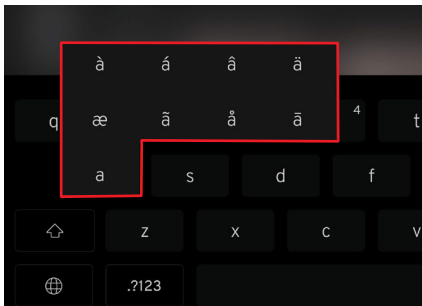 à á â ä
q æ ã å ā 4 t
a s d f
z x c v
.?123